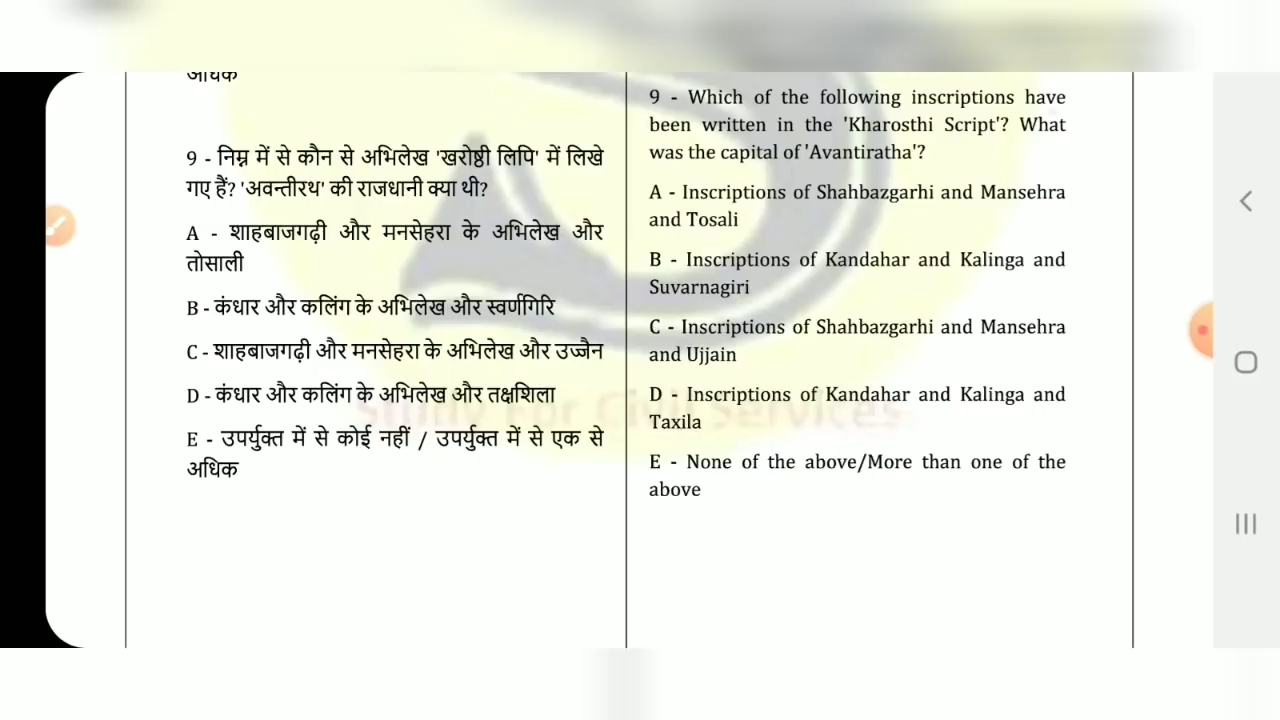 अधिक
9 - निम्न में से कौन से अभिलेख 'खरोष्ठी लिपि' में लिखे
गए हैं? 'अवन्तीरथ' की राजधानी क्या थी?
A - शाहबाजगढ़ी और मनसेहरा के अभिलेख और
तोसाली
B - कंधार और कलिंग के अभिलेख और स्वर्णगिरि
C - शाहबाजगढ़ी और मनसेहरा के अभिलेख और उज्जैन
D - कंधार और कलिंग के अभिलेख और तक्षशिला
E - उपर्युक्त में से कोई नहीं / उपर्युक्त में से एक से
अधिक
9 - Which of the following inscriptions have
been written in the 'Kharosthi Script'? What
was the capital of 'Avantiratha'?
A - Inscriptions of Shahbazgarhi and Mansehra
and Tosali
B - Inscriptions of Kandahar and Kalinga and
Suvarnagiri
C - Inscriptions of Shahbazgarhi and Mansehra
and Ujjain
D - Inscriptions of Kandahar and Kalinga and
Taxila
E - None of the above/More than one of the
above
Study For Civil Services